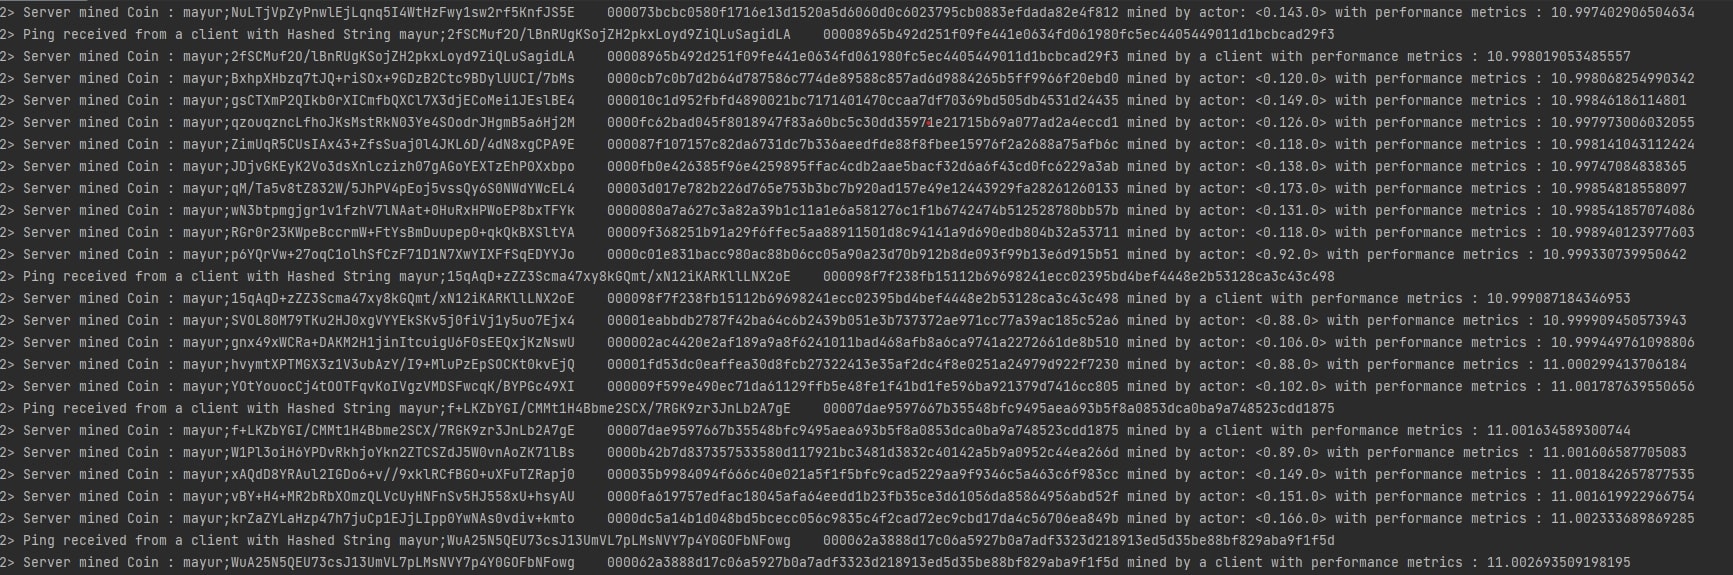 2> Server mined Coin : mayur;NuLTjVpZyPnwlEjLqnq5I4WtHzFwy1sw2rf5KnfJS5E    000073bcbc0580f1716e13d1520a5d6060d0c6023795cb0883efdada82e4f812 mined by actor: <0.143.0> with performance metrics : 10.997402906504634
2> Ping received from a client with Hashed String mayur;2fSCMuf2O/lBnRUgKSojZH2pkxLoyd9ZiQLuSagidLA    00008965b492d251f09fe441e0634fd061980fc5ec4405449011d1bcbcad29f3
2> Server mined Coin : mayur;2fSCMuf2O/lBnRUgKSojZH2pkxLoyd9ZiQLuSagidLA    00008965b492d251f09fe441e0634fd061980fc5ec4405449011d1bcbcad29f3 mined by a client with performance metrics : 10.998019053485557
2> Server mined Coin : mayur;BxhpXHbzq7tJQ+riSOx+9GDzB2Ctc9BDylUUCI/7bMs    0000cb7c0b7d2b64d787586c774de89588c857ad6d9884265b5ff9966f20ebd0 mined by actor: <0.120.0> with performance metrics : 10.998068254990342
2> Server mined Coin : mayur;gsCTXmP2QIkb0rXICmfbQXCl7X3djECoMei1JEslBE4    000010c1d952fbfd4890021bc7171401470ccaa7df70369bd505db4531d24435 mined by actor: <0.149.0> with performance metrics : 10.99846186114801
2> Server mined Coin : mayur;qzouqzncLfhoJKsMstRkN03Ye4SOodrJHgmB5a6Hj2M    0000fc62bad045f8018947f83a60bc5c30dd35971e21715b69a077ad2a4eccd1 mined by actor: <0.126.0> with performance metrics : 10.997973006032055
2> Server mined Coin : mayur;ZimUqR5CUsIAx43+ZfsSuaj0l4JKL6D/4dN8xgCPA9E    000087f107157c82da6731dc7b336aeedfde88f8fbee15976f2a2688a75afb6c mined by actor: <0.118.0> with performance metrics : 10.998141043112424
2> Server mined Coin : mayur;JDjvGKEyK2Vo3dsXnlczizh07gAGoYEXTzEhP0Xxbpo    0000fb0e426385f96e4259895ffac4cdb2aae5bacf32d6a6f43cd0fc6229a3ab mined by actor: <0.138.0> with performance metrics : 10.99747084838365
2> Server mined Coin : mayur;qM/Ta5v8tZ832W/5JhPV4pEoj5vssQy6S0NWdYWcEL4    00003d017e782b226d765e753b3bc7b920ad157e49e12443929fa28261260133 mined by actor: <0.173.0> with performance metrics : 10.99854818558097
2> Server mined Coin : mayur;wN3btpmgjgr1v1fzhV7lNAat+0HuRxHPWoEP8bxTFYk    0000080a7a627c3a82a39b1c11a1e6a581276c1f1b6742474b512528780bb57b mined by actor: <0.131.0> with performance metrics : 10.998541857074086
2> Server mined Coin : mayur;RGr0r23KWpeBccrmW+FtYsBmDuupep0+qkQkBXSltYA    00009f368251b91a29f6ffec5aa88911501d8c94141a9d690edb804b32a53711 mined by actor: <0.118.0> with performance metrics : 10.998940123977603
2> Server mined Coin : mayur;p6YQrVw+27oqC1olhSfCzF71D1N7XwYIXFfSqEDYYJo    0000c01e831bacc980ac88b06cc05a90a23d70b912b8de093f99b13e6d915b51 mined by actor: <0.92.0> with performance metrics : 10.999330739950642
2> Ping received from a client with Hashed String mayur;15qAqD+zZZ3Scma47xy8kGQmt/xN12iKARKllLNX2oE    000098f7f238fb15112b69698241ecc02395bd4bef4448e2b53128ca3c43c498
2> Server mined Coin : mayur;15qAqD+zZZ3Scma47xy8kGQmt/xN12iKARKllLNX2oE    000098f7f238fb15112b69698241ecc02395bd4bef4448e2b53128ca3c43c498 mined by a client with performance metrics : 10.999087184346953
2> Server mined Coin : mayur;SVOL80M79TKu2HJ0xgVYYEkSKv5j0fiVj1y5uo7Ejx4    00001eabbdb2787f42ba64c6b2439b051e3b737372ae971cc77a39ac185c52a6 mined by actor: <0.88.0> with performance metrics : 10.999909450573943
2> Server mined Coin : mayur;gnx49xWCRa+DAKM2H1jinItcuigU6F0sEEQxjKzNswU    000002ac4420e2af189a9a8f6241011bad468afb8a6ca9741a2272661de8b510 mined by actor: <0.106.0> with performance metrics : 10.999449761098806
2> Server mined Coin : mayur;hvymtXPTMGX3z1V3ubAzY/I9+MluPzEpSOCKt0kvEjQ    00001fd53dc0eaffea30d8fcb27322413e35af2dc4f8e0251a24979d922f7230 mined by actor: <0.88.0> with performance metrics : 11.000299413706184
2> Server mined Coin : mayur;YOtYouocCj4tOOTFqvKoIVgzVMDSFwcqK/BYPGc49XI    000009f599e490ec71da61129ffb5e48fe1f41bd1fe596ba921379d7416cc805 mined by actor: <0.102.0> with performance metrics : 11.001787639550656
2> Ping received from a client with Hashed String mayur;f+LKZbYGI/CMMt1H4Bbme2SCX/7RGK9zr3JnLb2A7gE    00007dae9597667b35548bfc9495aea693b5f8a0853dca0ba9a748523cdd1875
2> Server mined Coin : mayur;f+LKZbYGI/CMMt1H4Bbme2SCX/7RGK9zr3JnLb2A7gE    00007dae9597667b35548bfc9495aea693b5f8a0853dca0ba9a748523cdd1875 mined by a client with performance metrics : 11.001634589300744
2> Server mined Coin : mayur;W1Pl3oiH6YPDvRkhjoYkn2ZTCSZdJ5W0vnAoZK71lBs    0000b42b7d837357533580d117921bc3481d3832c40142a5b9a0952c44ea266d mined by actor: <0.89.0> with performance metrics : 11.001606587705083
2> Server mined Coin : mayur;xAQdD8YRAul2IGDo6+v//9xklRCfBGO+uXFuTZRapj0    000035b9984094f666c40e021a5f1f5bfc9cad5229aa9f9346c5a463c6f983cc mined by actor: <0.149.0> with performance metrics : 11.001842657877535
2> Server mined Coin : mayur;vBY+H4+MR2bRbXOmzQLVcUyHNFnSv5HJ558xU+hsyAU    0000fa619757edfac18045afa64eedd1b23fb35ce3d61056da85864956abd52f mined by actor: <0.151.0> with performance metrics : 11.001619922966754
2> Server mined Coin : mayur;krZaZYLaHzp47h7juCp1EJjLIpp0YwNAs0vdiv+kmto    0000dc5a14b1d048bd5bcecc056c9835c4f2cad72ec9cbd17da4c56706ea849b mined by actor: <0.166.0> with performance metrics : 11.002333689869285
2> Ping received from a client with Hashed String mayur;WuA25N5QEU73csJ13UmVL7pLMsNVY7p4Y0GOFbNFowg    000062a3888d17c06a5927b0a7adf3323d218913ed5d35be88bf829aba9f1f5d
2> Server mined Coin : mayur;WuA25N5QEU73csJ13UmVL7pLMsNVY7p4Y0GOFbNFowg    000062a3888d17c06a5927b0a7adf3323d218913ed5d35be88bf829aba9f1f5d mined by a client with performance metrics : 11.002693509198195